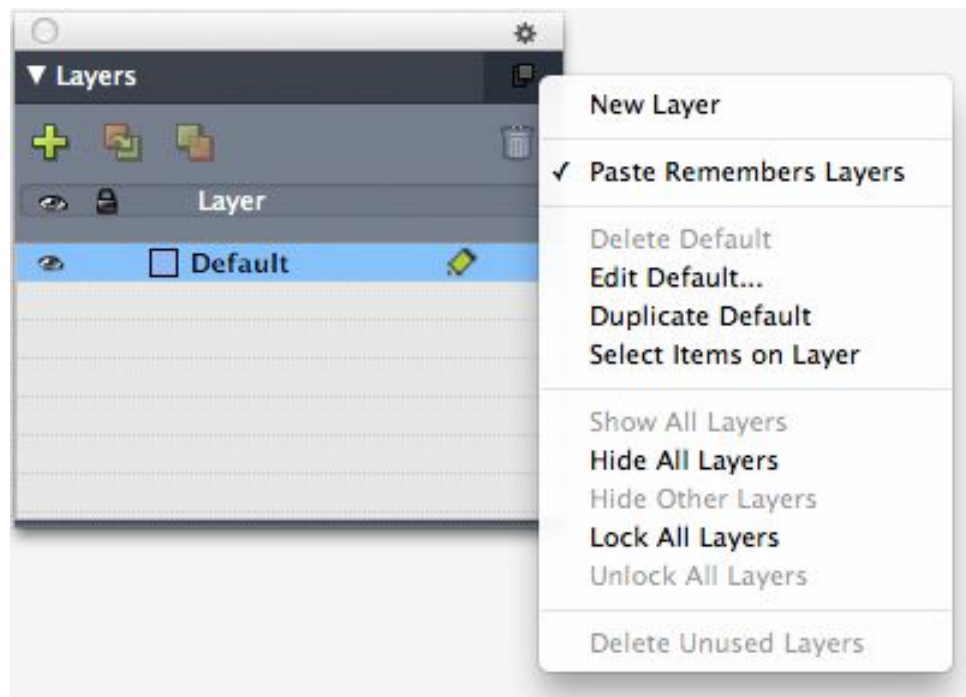 Layers
Layer
Default
New Layer
✓ Paste Remembers Layers
Delete Default
Edit Default...
Duplicate Default
Select Items on Layer
Show All Layers
Hide All Layers
Hide Other Layers
Lock All Layers
Unlock All Layers
Delete Unused Layers